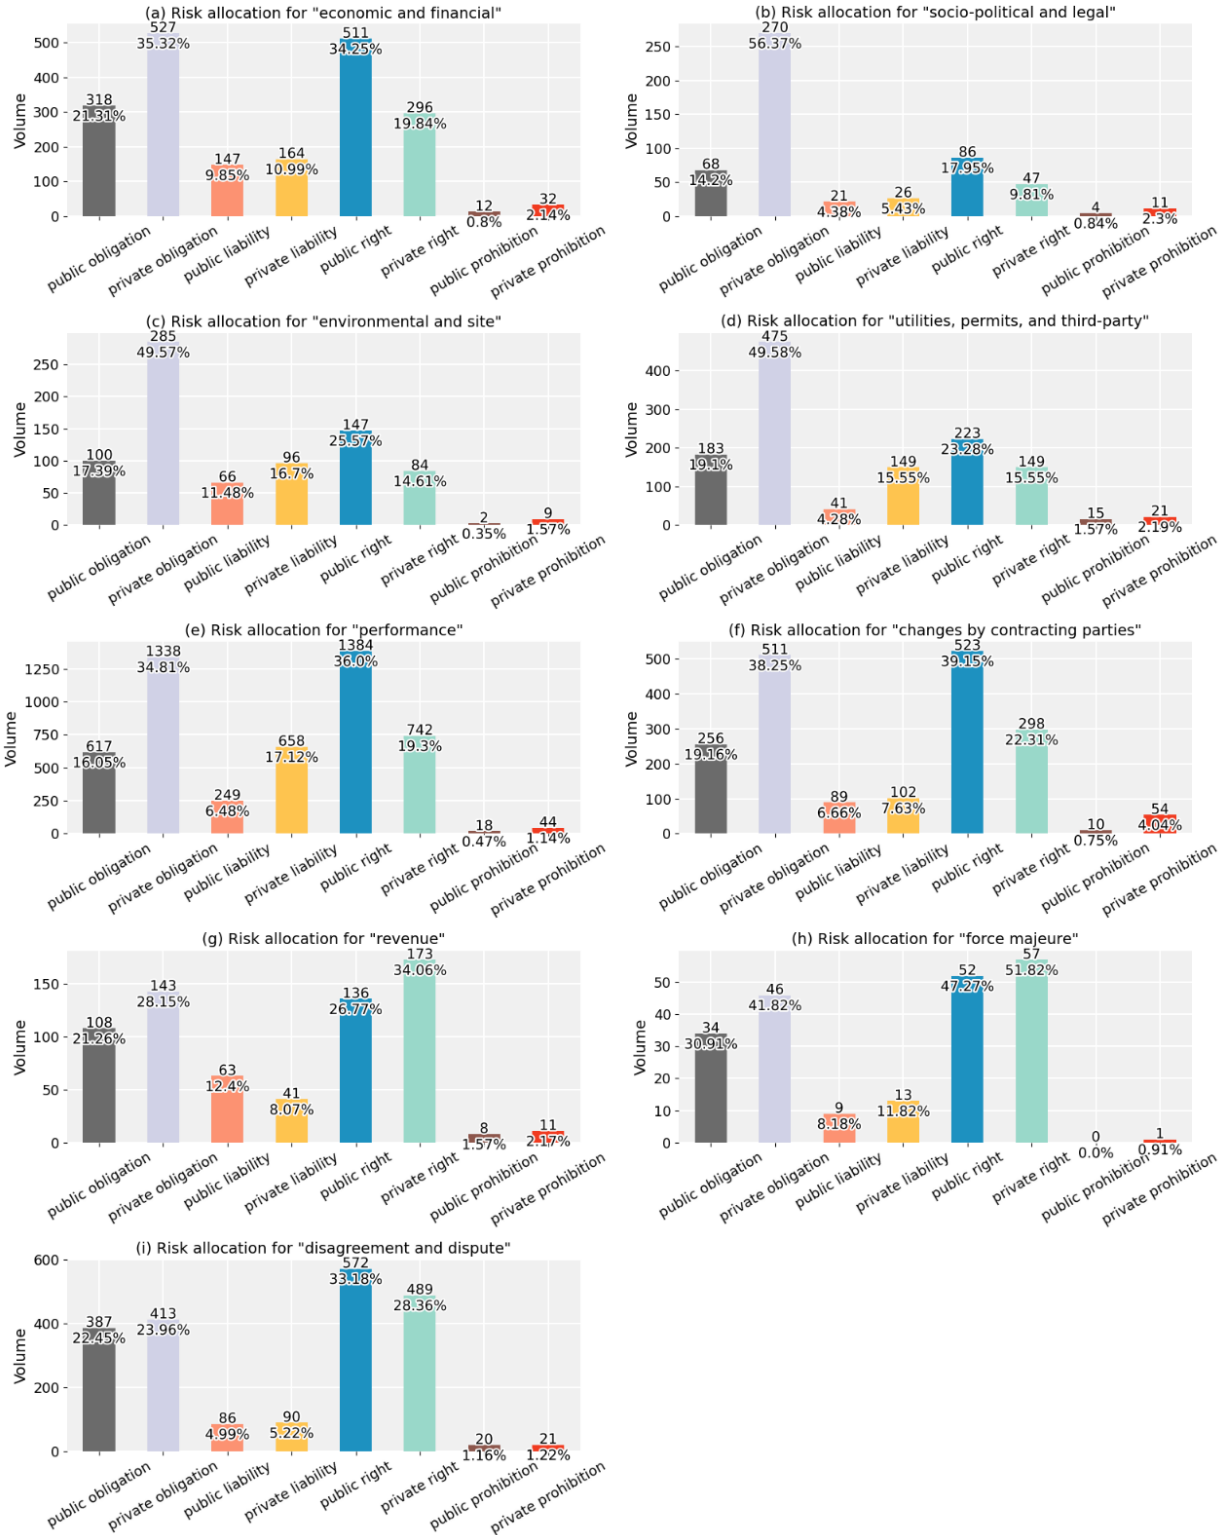 (a) Risk allocation for "economic and financial"
Volume
500
400
300
200
100
0
318
21.31%
527
35.32%
147
9.85%
164
10.99%
511
34.25%
296
19.84%
12
0.8%
32
2.14%
public obligation
private obligation
public liability
private liability
public right
private right
public prohibition
private prohibition
(b) Risk allocation for "socio-political and legal"
Volume
250
200
150
100
50
0
68
14.2%
270
56.37%
21
4.38%
26
5.43%
86
17.95%
47
9.81%
4
0.84%
11
2.3%
public obligation
private obligation
public liability
private liability
public right
private right
public prohibition
private prohibition
(c) Risk allocation for "environmental and site"
Volume
250
200
150
100
50
0
100
17.39%
285
49.57%
66
11.48%
96
16.7%
147
25.57%
84
14.61%
2
0.35%
9
1.57%
public obligation
private obligation
public liability
private liability
public right
private right
public prohibition
private prohibition
(d) Risk allocation for "utilities, permits, and third-party"
Volume
400
300
200
100
0
183
19.1%
475
49.58%
41
4.28%
149
15.55%
223
23.28%
149
15.55%
15
1.57%
21
2.19%
public obligation
private obligation
public liability
private liability
public right
private right
public prohibition
private prohibition
(e) Risk allocation for "performance"
Volume
1250
1000
750
500
250
0
617
16.05%
1338
34.81%
249
6.48%
658
17.12%
1384
36.0%
742
19.3%
18
0.47%
44
1.14%
public obligation
private obligation
public liability
private liability
public right
private right
public prohibition
private prohibition
(f) Risk allocation for "changes by contracting parties"
Volume
500
400
300
200
100
0
256
19.16%
511
38.25%
89
6.66%
102
7.63%
523
39.15%
298
22.31%
10
0.75%
54
4.04%
public obligation
private obligation
public liability
private liability
public right
private right
public prohibition
private prohibition
(g) Risk allocation for "revenue"
Volume
150
100
50
0
108
21.26%
143
28.15%
63
12.4%
41
8.07%
136
26.77%
173
34.06%
8
1.57%
11
2.17%
public obligation
private obligation
public liability
private liability
public right
private right
public prohibition
private prohibition
(h) Risk allocation for "force majeure"
Volume
50
40
30
20
10
0
34
30.91%
46
41.82%
9
8.18%
13
11.82%
52
47.27%
57
51.82%
0
0.0%
1
0.91%
public obligation
private obligation
public liability
private liability
public right
private right
public prohibition
private prohibition
(i) Risk allocation for "disagreement and dispute"
Volume
600
400
200
0
387
22.45%
413
23.96%
86
4.99%
90
5.22%
572
33.18%
489
28.36%
20
1.16%
21
1.22%
public obligation
private obligation
public liability
private liability
public right
private right
public prohibition
private prohibition